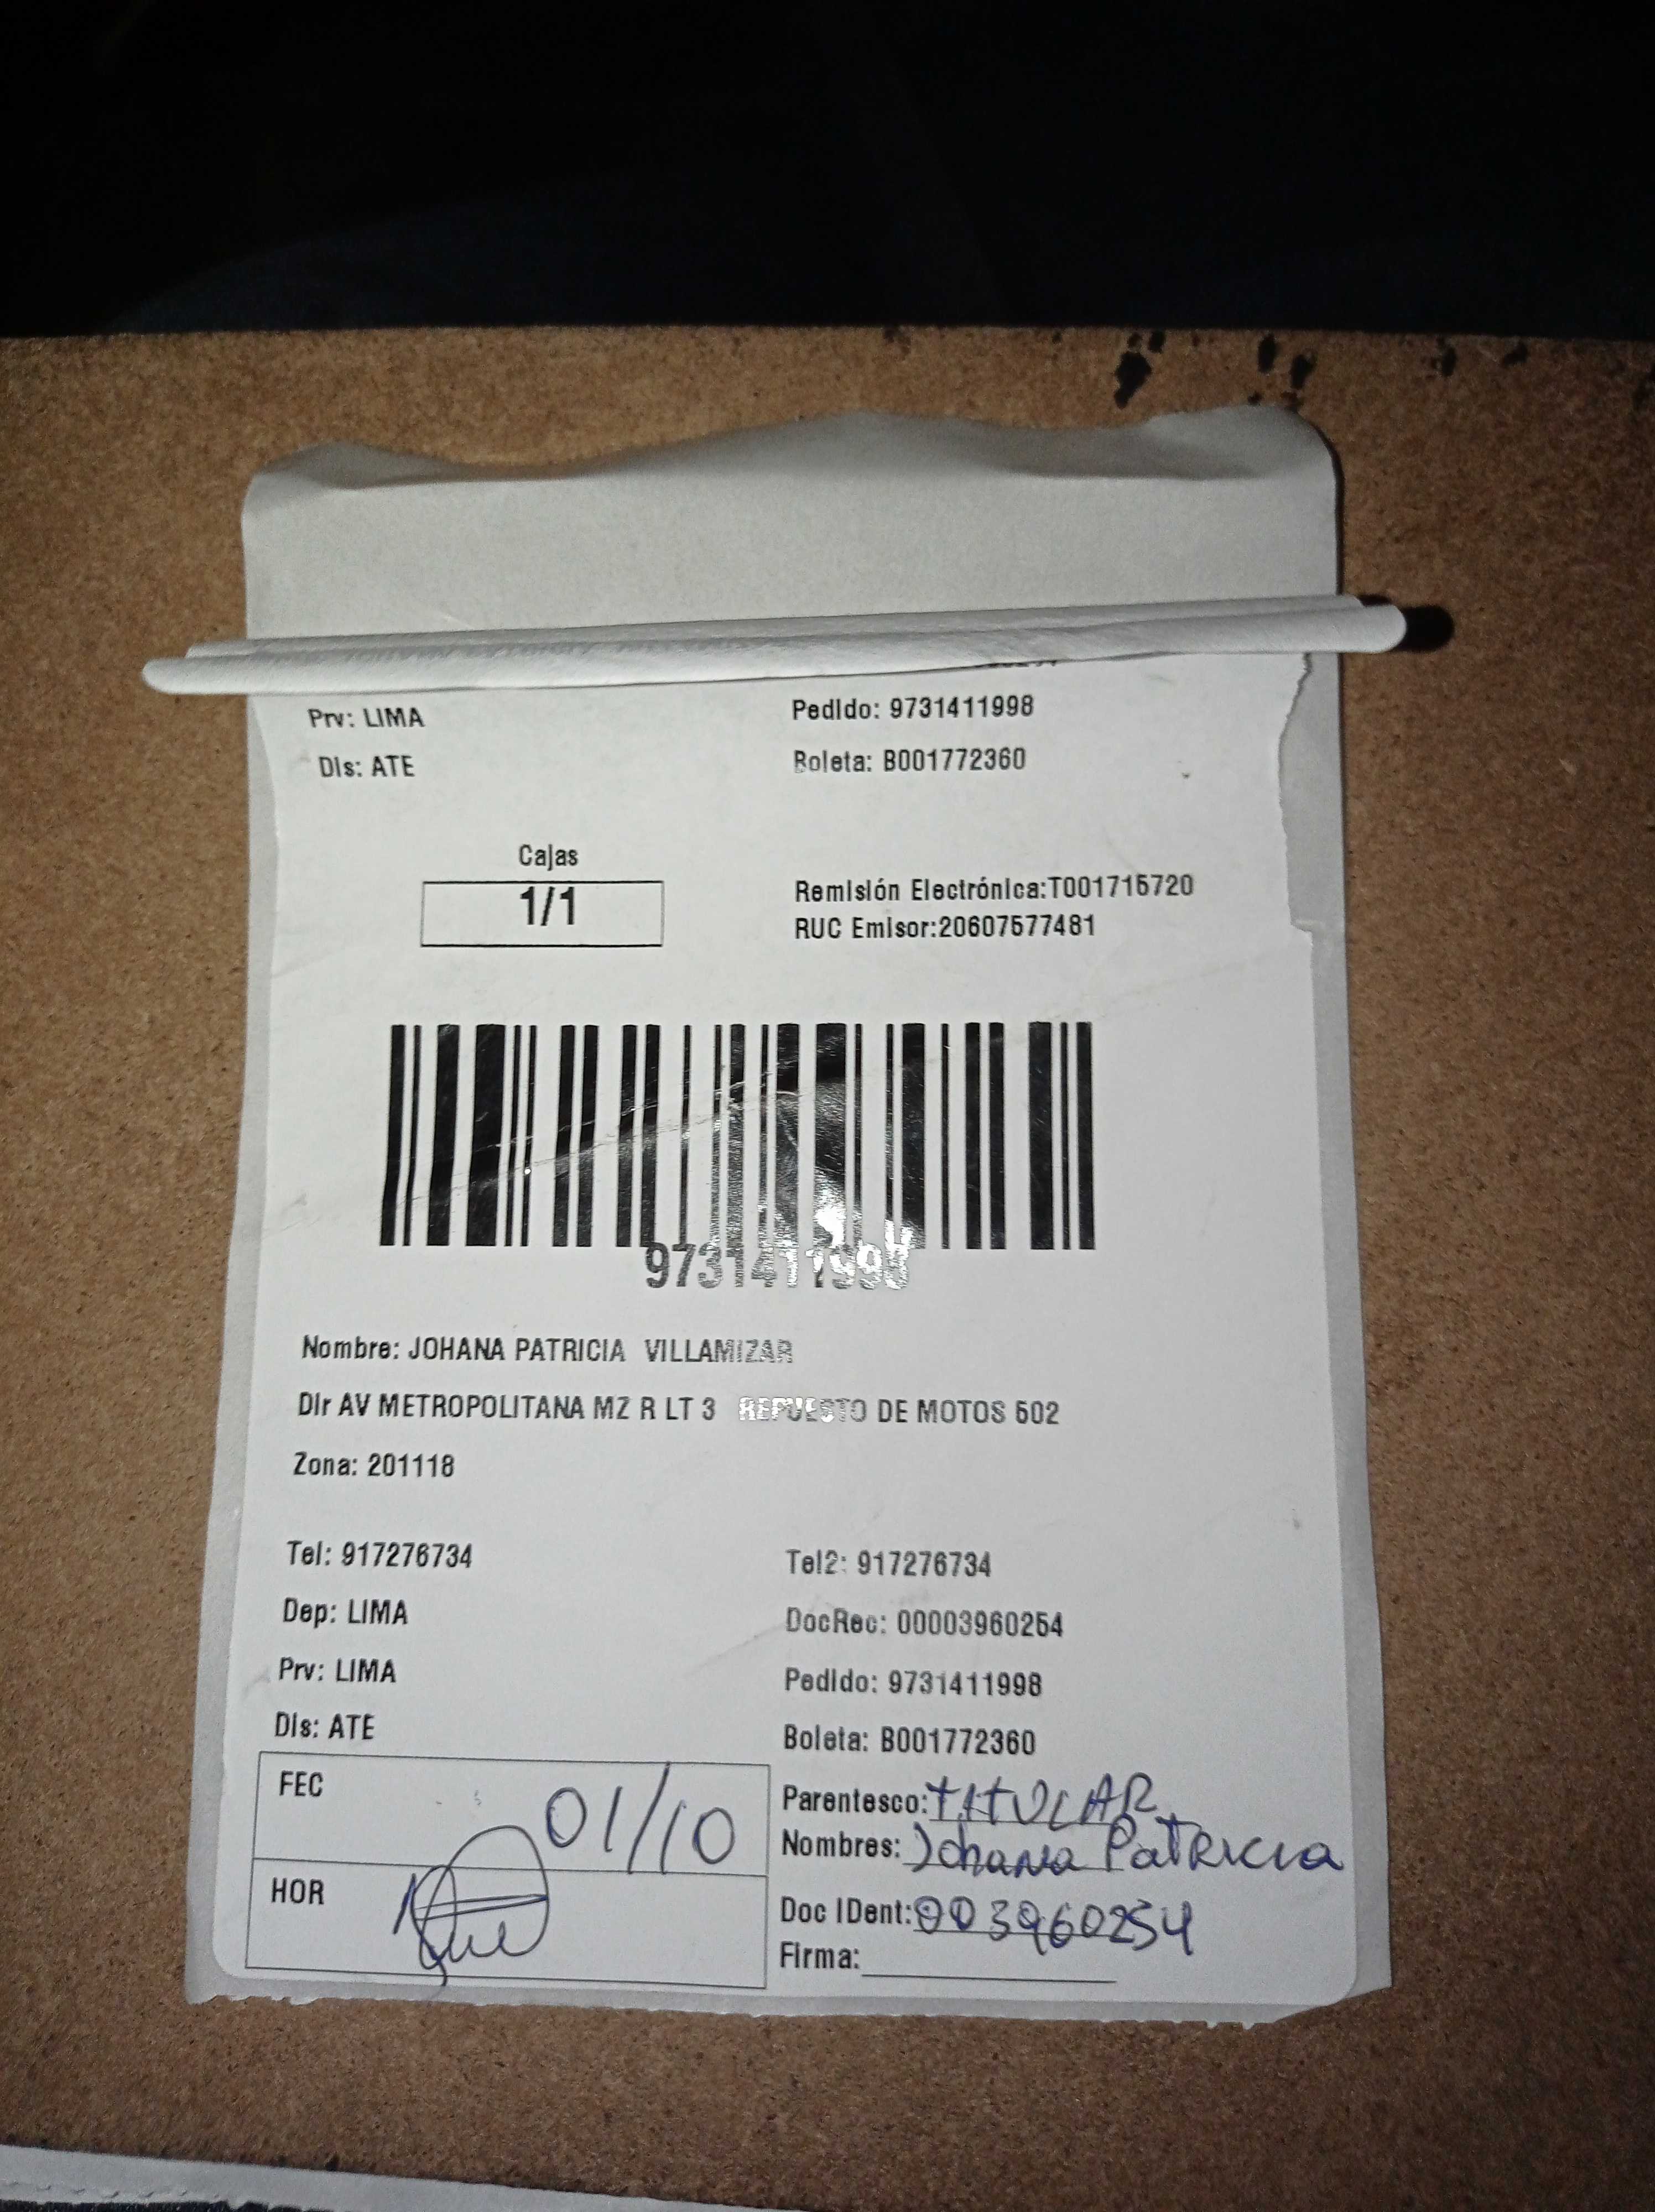 Prv: LIMA
Pedido: 9731411998
Dis: ATE
Boleta: B001772360
Cajas
1/1
Remisión Electrónica:T001715720
RUC Emisor:20607577481
9731411998
Nombre: JOHANA PATRICIA VILLAMIZAR
Dir AV METROPOLITANA MZ R LT 3 REPUESTO DE MOTOS 502
Zona: 201118
Tel: 917276734
Tel2: 917276734
Dep: LIMA
DocRec: 00003960254
Prv: LIMA
Pedido: 9731411998
Dis: ATE
Boleta: B001772360
FEC 01/10
Parentesco: TITULAR
Nombres: Johana Patricia
HOR
Doc IDent: 003960254
Firma: